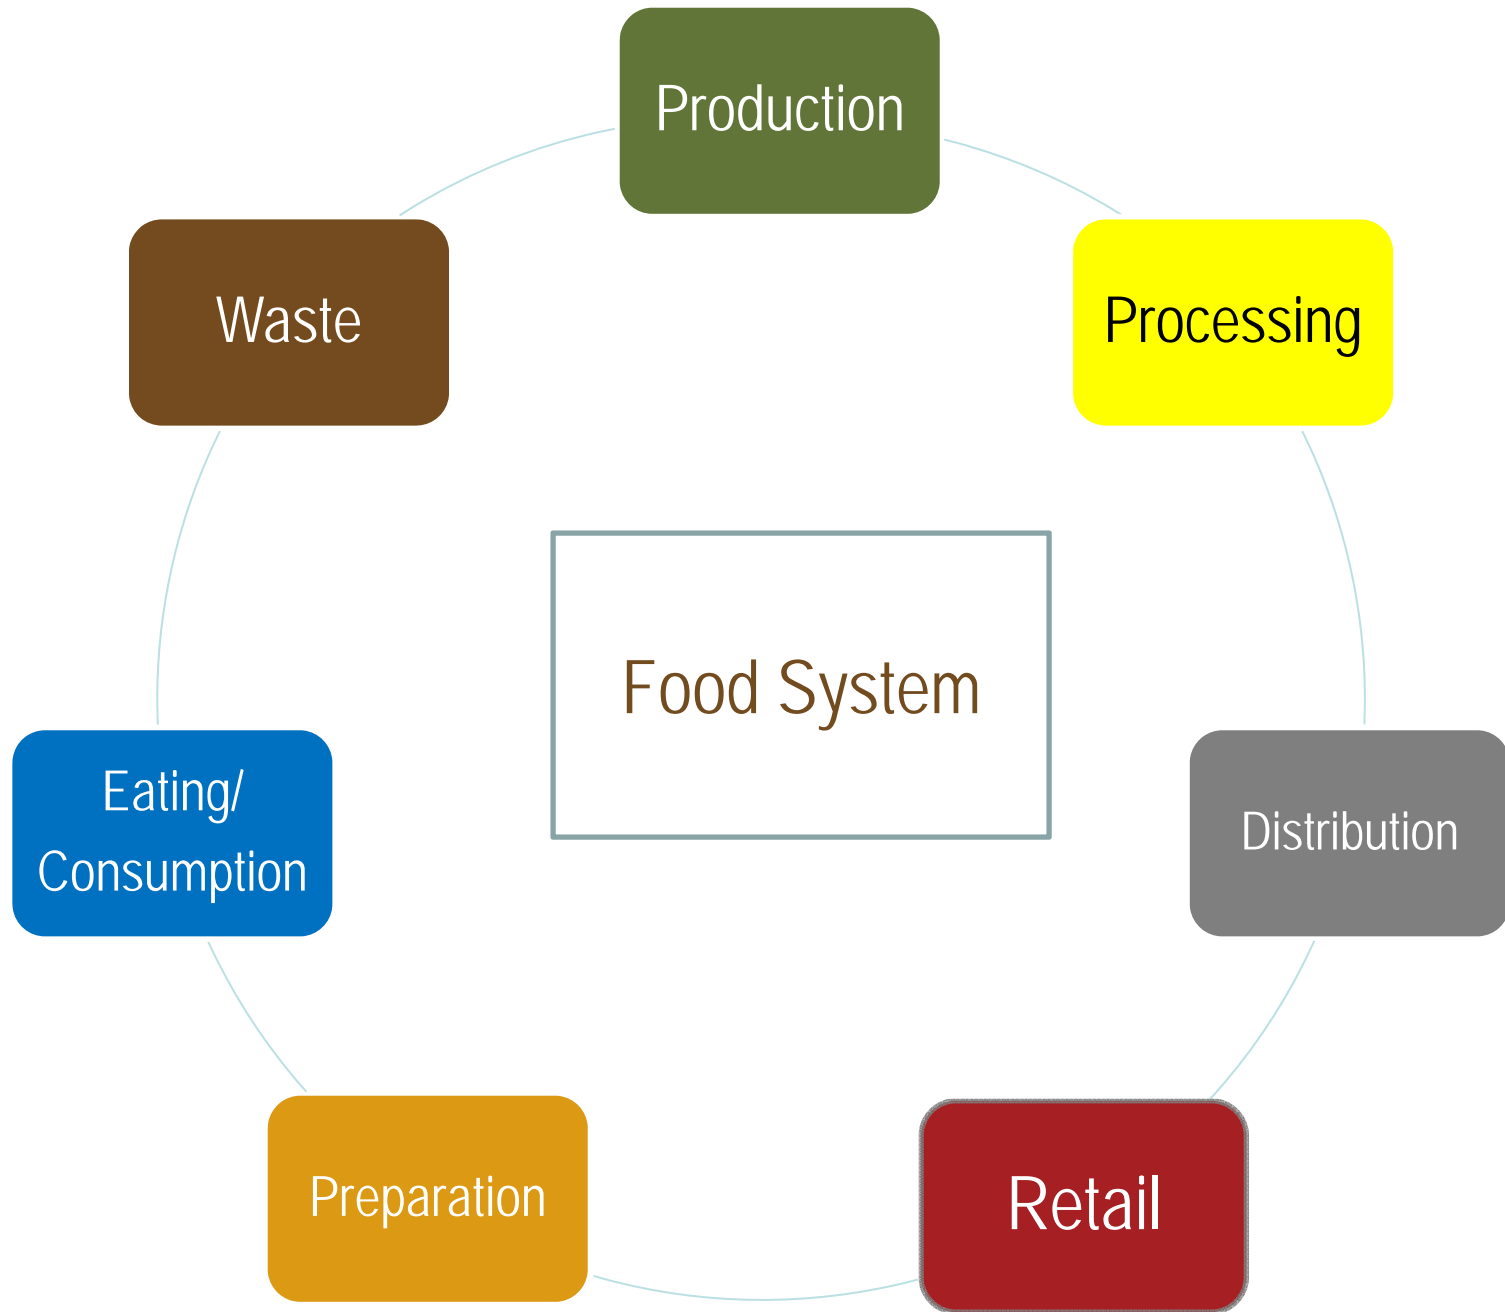 Production
Waste
Processing
Food System
Eating/
Consumption
Distribution
Preparation
Retail